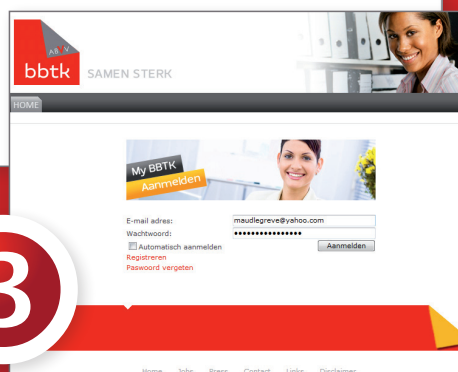 ABVV
bbtk SAMEN STERK
HOME
My BBTK
Aanmelden
E-mail adres: maudlegreve@yahoo.com
Wachtwoord: ••••••••••••••••
Automatisch aanmelden Aanmelden
Registreren
Paswoord vergeten
3
Home Jobs Press Contact Links Disclaimer